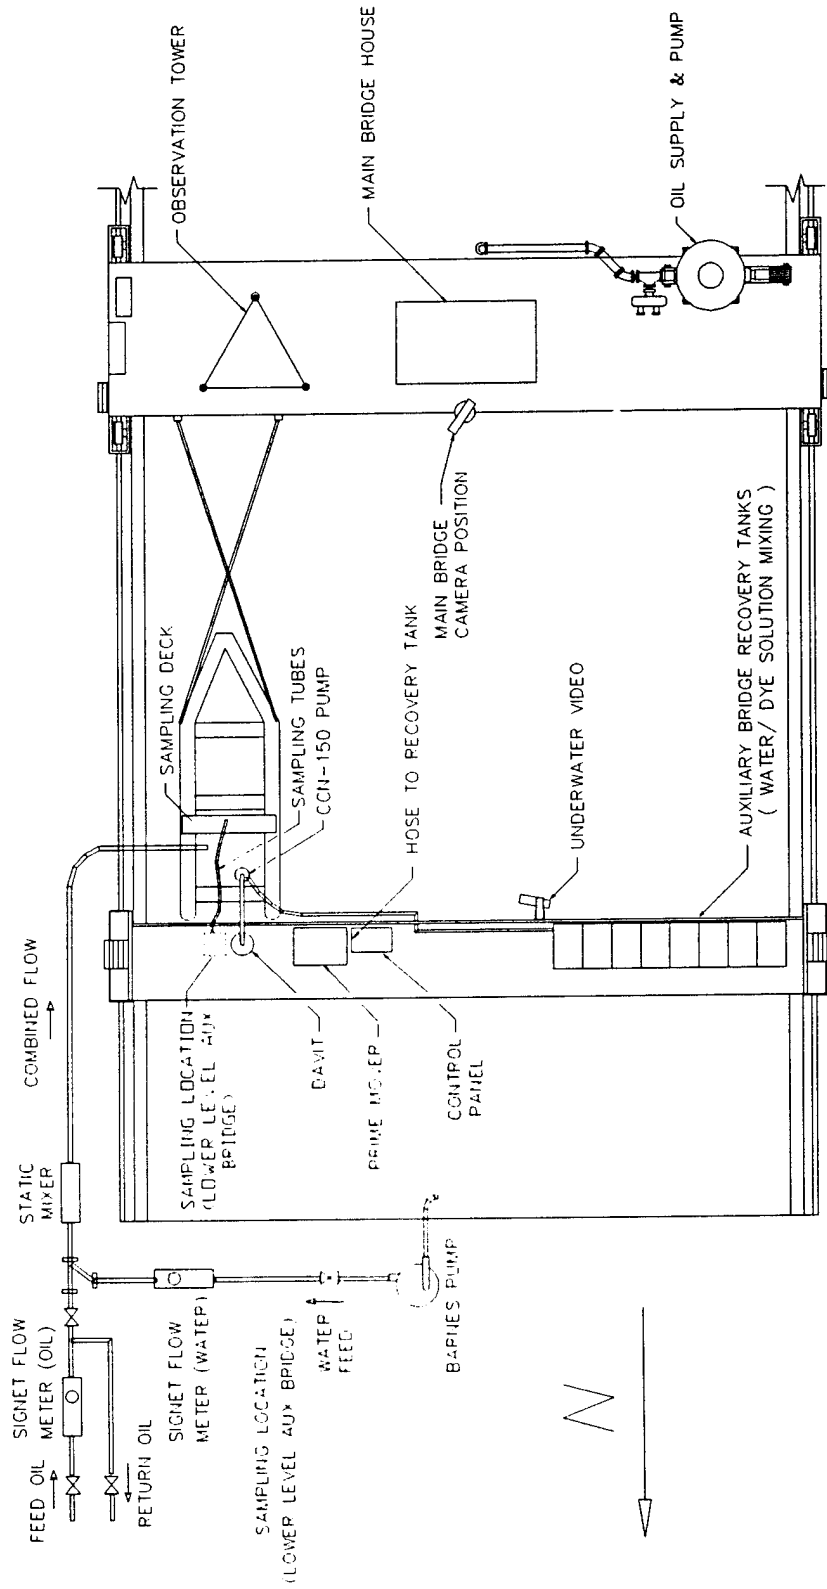 FEED OIL
RETURN OIL
SIGNET FLOW
METER (OIL)
SIGNET FLOW
METER (WATER)
STATIC
MIXER
COMBINED FLOW
SAMPLING LOCATION
(LOWER LEVEL AUX BRIDGE)
WATER
FEED
BARNES PUMP
SAMPLING LOCATION
(LOWER LEVEL AUX
BRIDGE)
DAVIT
PRIME MOVER
CONTROL
PANEL
SAMPLING DECK
SAMPLING TUBES
CCN-150 PUMP
HOSE TO RECOVERY TANK
UNDERWATER VIDEO
AUXILIARY BRIDGE RECOVERY TANKS
( WATER/ DYE SOLUTION MIXING )
MAIN BRIDGE
CAMERA POSITION
OBSERVATION TOWER
MAIN BRIDGE HOUSE
OIL SUPPLY & PUMP
N